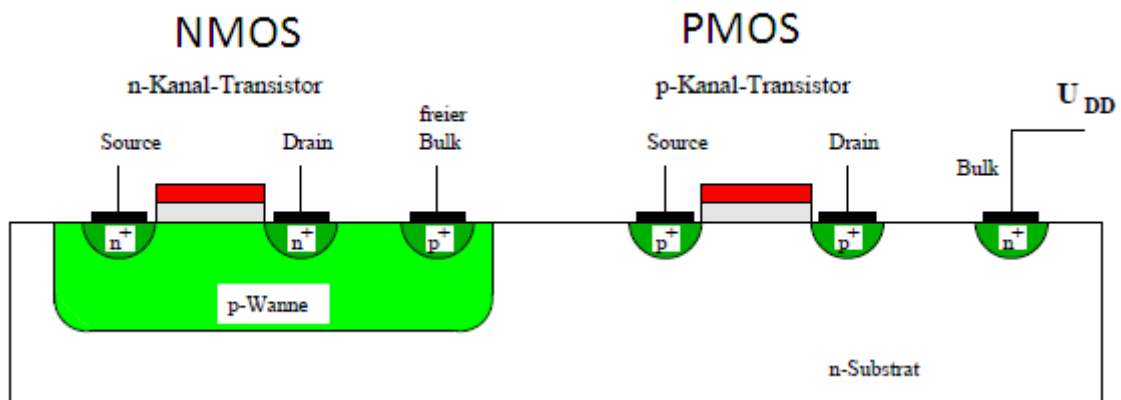 NMOS
PMOS
n-Kanal-Transistor
p-Kanal-Transistor
U DD
freier
Bulk
Source
Drain
Source
Drain
Bulk
n+
n+
p+
p+
p+
n+
p-Wanne
n-Substrat